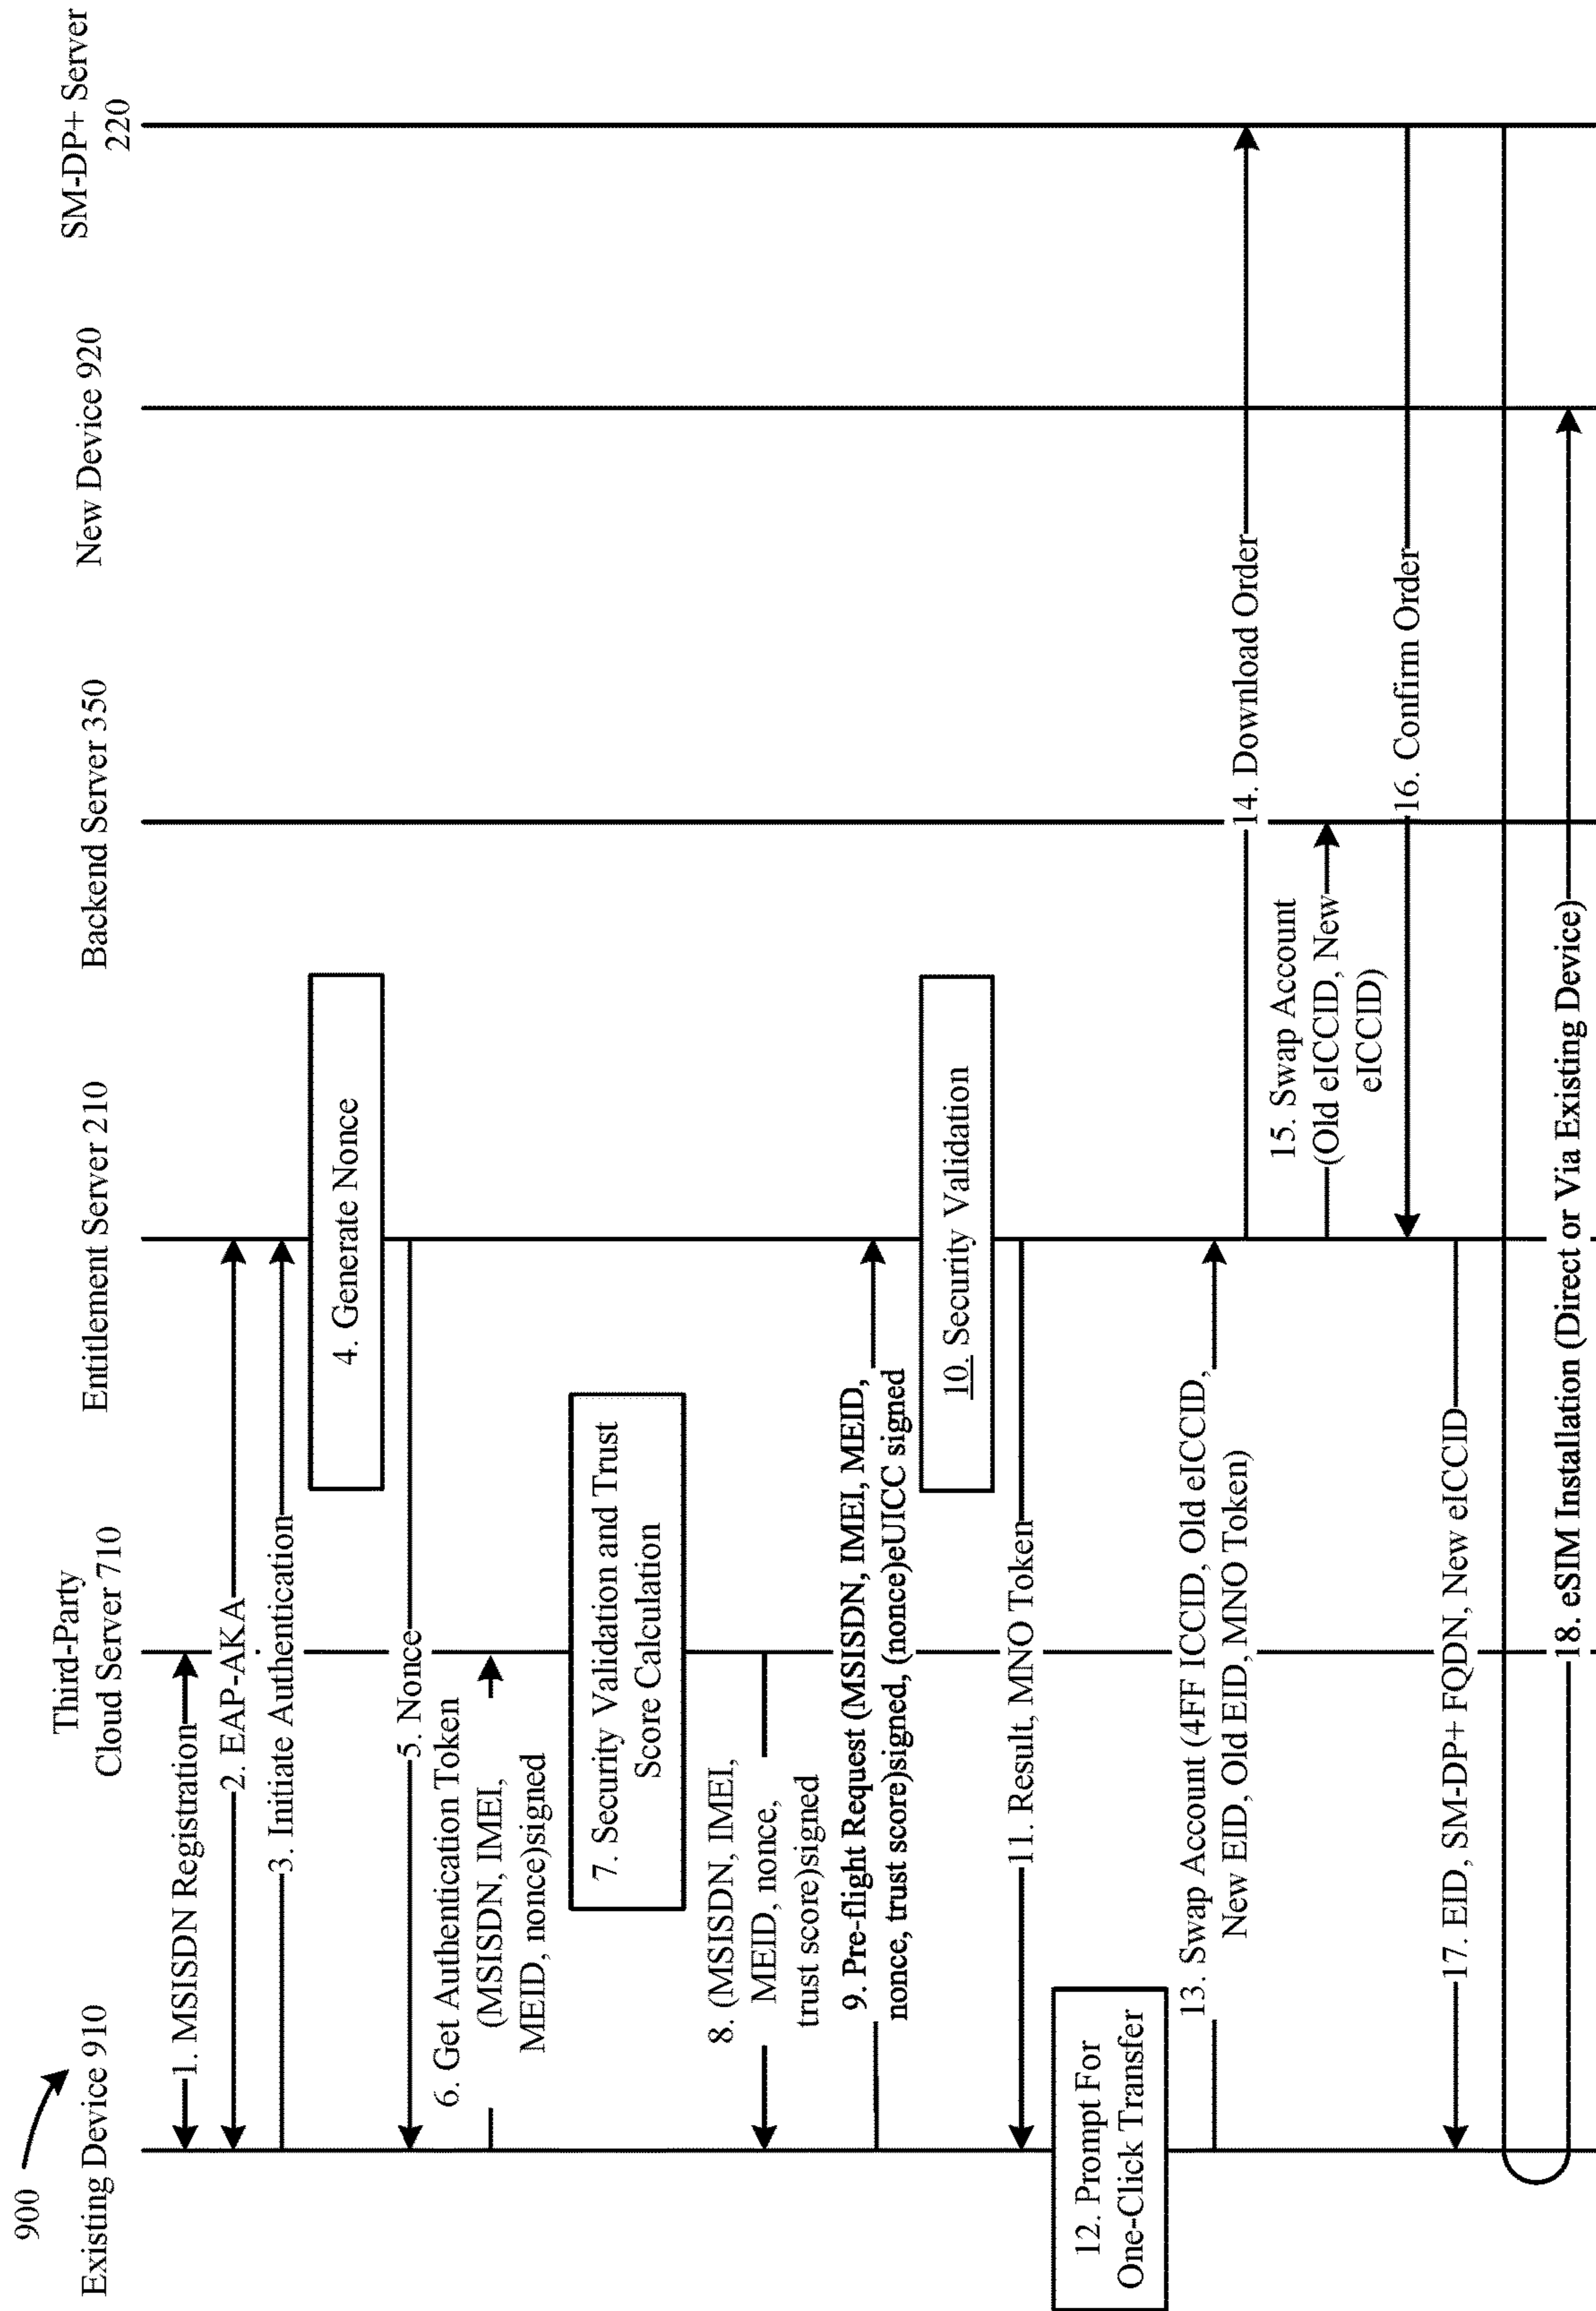 900
Existing Device 910
Third-Party
Cloud Server 710
Entitlement Server 210
Backend Server 350
New Device 920
SM-DP+ Server
220
1. MSISDN Registration
2. EAP-AKA
3. Initiate Authentication
4. Generate Nonce
5. Nonce
6. Get Authentication Token
(MSISDN, IMEI,
MEID, nonce)signed
7. Security Validation and Trust
Score Calculation
8. (MSISDN, IMEI,
MEID, nonce,
trust score)signed
9. Pre-flight Request (MSISDN, IMEI, MEID,
nonce, trust score)signed, (nonce)eUICC signed
10. Security Validation
11. Result, MNO Token
12. Prompt For
One-Click Transfer
13. Swap Account (4FF ICCID, Old eICCID,
New EID, Old EID, MNO Token)
14. Download Order
15. Swap Account
(Old eICCID, New
eICCID)
16. Confirm Order
17. EID, SM-DP+ FQDN, New eICCID
18. eSIM Installation (Direct or Via Existing Device)